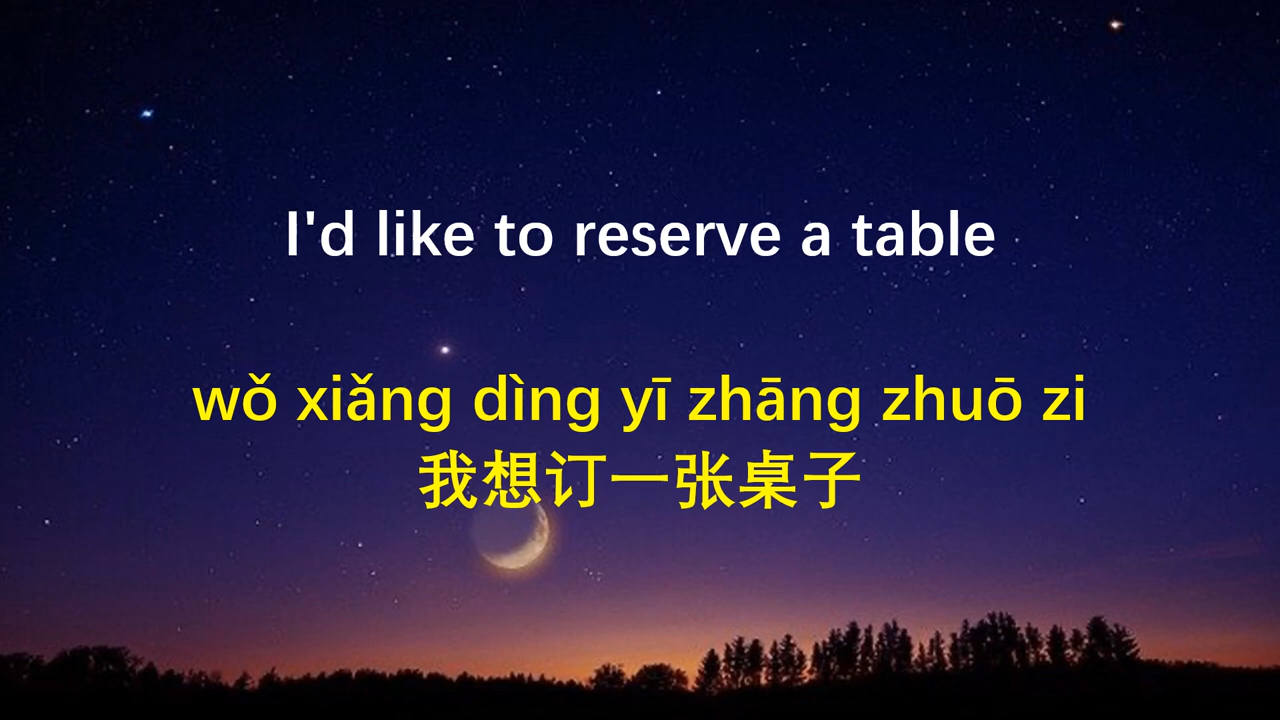 I'd like to reserve a table
wǒ xiǎng dìng yī zhāng zhuō zi
我想订一张桌子